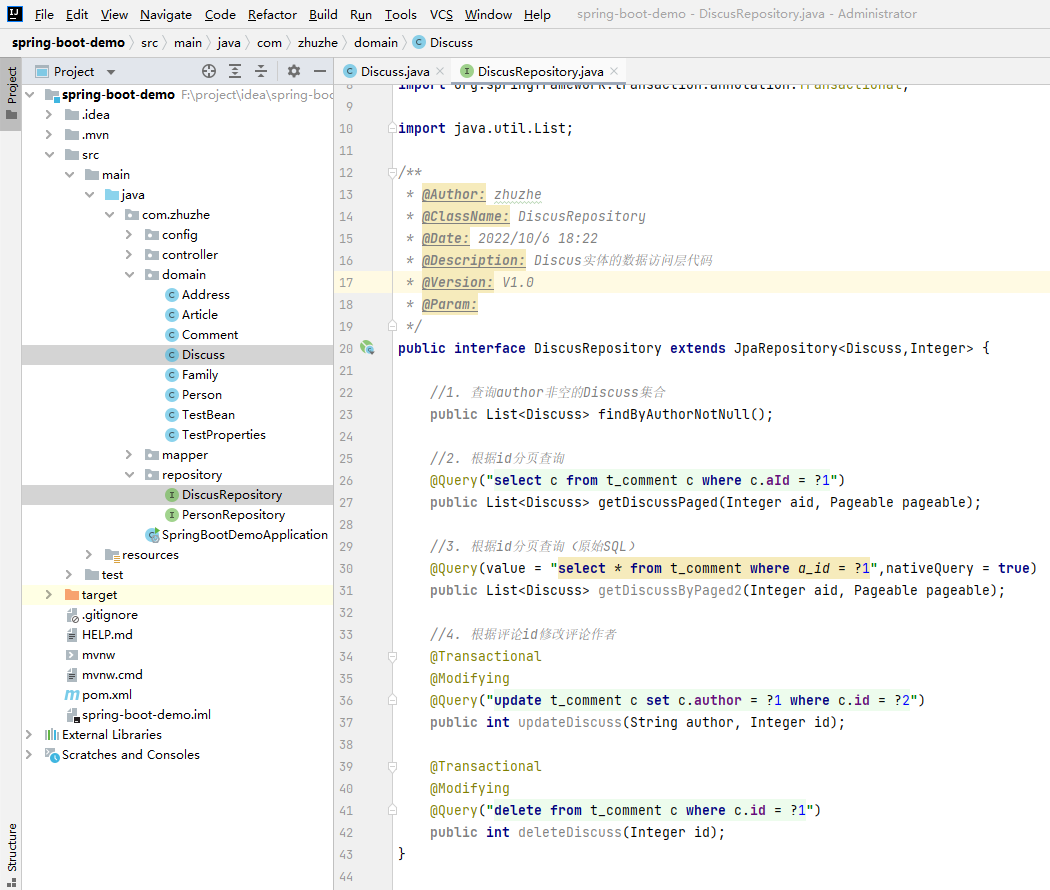 File Edit View Navigate Code Refactor Build Run Tools VCS Window Help spring-boot-demo - DiscusRepository.java - Administrator
spring-boot-demo src main java com zhuzhe domain Discuss
Project
Project
Discuss.java
DiscusRepository.java
spring-boot-demo F:\project\idea\spring-boo
.idea
.mvn
src
main
java
com.zhuzhe
config
controller
domain
Address
Article
Comment
Discuss
Family
Person
TestBean
TestProperties
mapper
repository
DiscusRepository
PersonRepository
SpringBootDemoApplication
resources
test
target
.gitignore
HELP.md
mvnw
mvnw.cmd
pom.xml
spring-boot-demo.iml
External Libraries
Scratches and Consoles
Structure
8 import org.springframework.transaction.annotation.Transactional;
9
10 import java.util.List;
11
12 /**
13 * @Author: zhuzhe
14 * @ClassName: DiscusRepository
15 * @Date: 2022/10/6 18:22
16 * @Description: Discus实体的数据访问层代码
17 * @Version: V1.0
18 * @Param:
19 */
20 public interface DiscusRepository extends JpaRepository<Discuss,Integer> {
21
22 //1. 查询author非空的Discuss集合
23 public List<Discuss> findByAuthorNotNull();
24
25 //2. 根据id分页查询
26 @Query("select c from t_comment c where c.aId = ?1")
27 public List<Discuss> getDiscussPaged(Integer aid, Pageable pageable);
28
29 //3. 根据id分页查询（原始SQL）
30 @Query(value = "select * from t_comment where a_id = ?1",nativeQuery = true)
31 public List<Discuss> getDiscussByPaged2(Integer aid, Pageable pageable);
32
33 //4. 根据评论id修改评论作者
34 @Transactional
35 @Modifying
36 @Query("update t_comment c set c.author = ?1 where c.id = ?2")
37 public int updateDiscuss(String author, Integer id);
38
39 @Transactional
40 @Modifying
41 @Query("delete from t_comment c where c.id = ?1")
42 public int deleteDiscuss(Integer id);
43 }
44